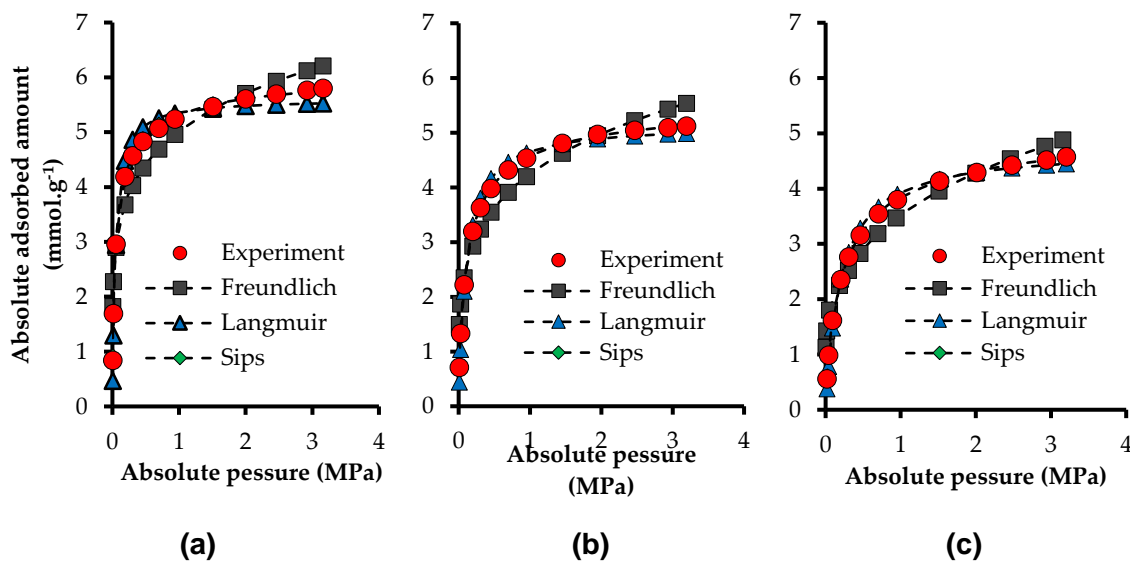 Absolute adsorbed amount
(mmol.g⁻¹)
7
6
5
4
3
2
1
0
0 1 2 3 4
Absolute pessure (MPa)
Experiment
Freundlich
Langmuir
Sips
(a)
7
6
5
4
3
2
1
0
0 1 2 3 4
Absolute pessure
(MPa)
Experiment
Freundlich
Langmuir
Sips
(b)
7
6
5
4
3
2
1
0
0 1 2 3 4
Absolute pessure (MPa)
Experiment
Freundlich
Langmuir
Sips
(c)